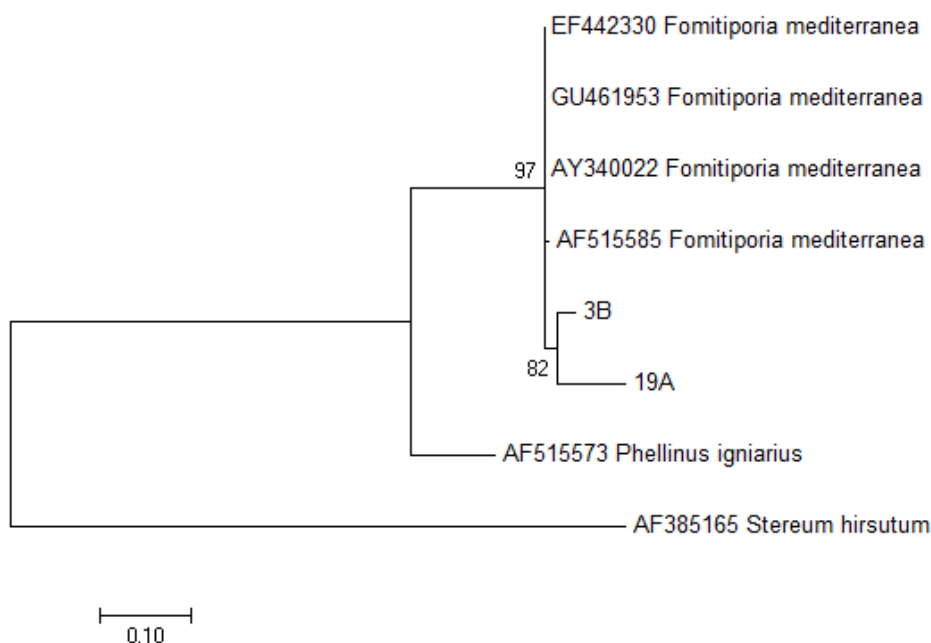 EF442330 Fomitiporia mediterranea
GU461953 Fomitiporia mediterranea
97
AY340022 Fomitiporia mediterranea
AF515585 Fomitiporia mediterranea
3B
82
19A
AF515573 Phellinus igniarius
AF385165 Stereum hirsutum
0.10